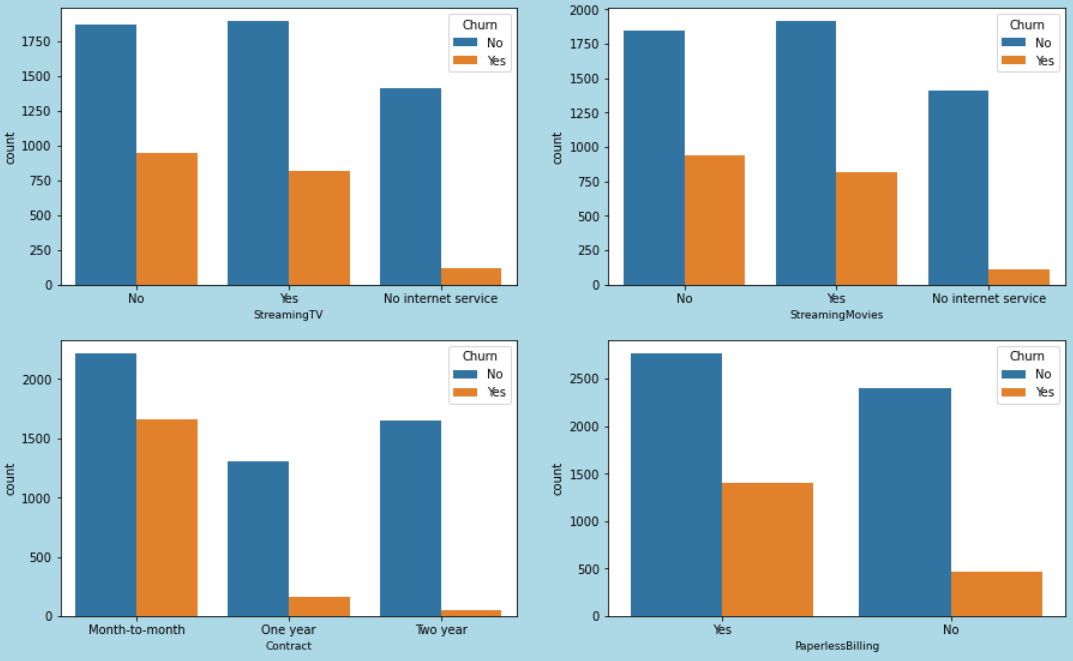 Churn
No
Yes
1750
1500
1250
1000
750
500
250
0
count
No Yes No internet service
StreamingTV
Churn
No
Yes
2000
1750
1500
1250
1000
750
500
250
0
count
No Yes No internet service
StreamingMovies
Churn
No
Yes
2000
1500
1000
500
0
count
Month-to-month One year Two year
Contract
Churn
No
Yes
2500
2000
1500
1000
500
0
count
Yes No
PaperlessBilling